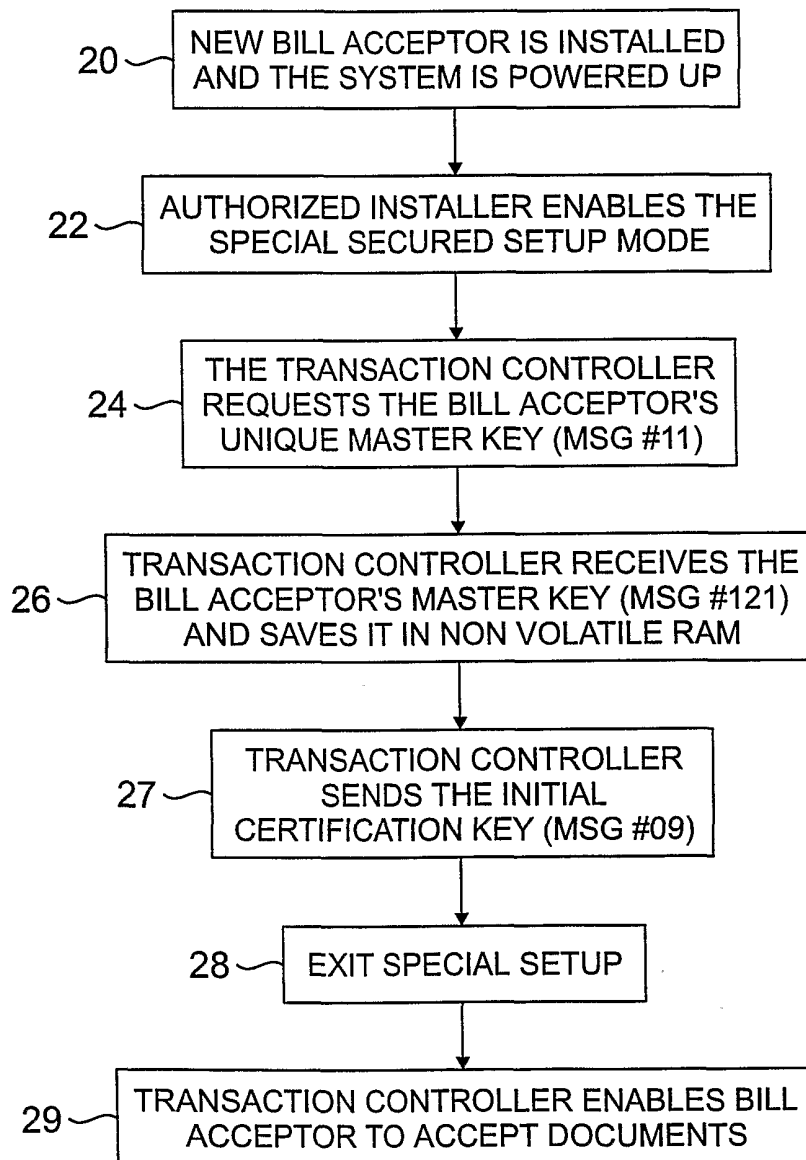 20
NEW BILL ACCEPTOR IS INSTALLED
AND THE SYSTEM IS POWERED UP
22
AUTHORIZED INSTALLER ENABLES THE
SPECIAL SECURED SETUP MODE
24
THE TRANSACTION CONTROLLER
REQUESTS THE BILL ACCEPTOR'S
UNIQUE MASTER KEY (MSG #11)
26
TRANSACTION CONTROLLER RECEIVES THE
BILL ACCEPTOR'S MASTER KEY (MSG #121)
AND SAVES IT IN NON VOLATILE RAM
27
TRANSACTION CONTROLLER
SENDS THE INITIAL
CERTIFICATION KEY (MSG #09)
28
EXIT SPECIAL SETUP
29
TRANSACTION CONTROLLER ENABLES BILL
ACCEPTOR TO ACCEPT DOCUMENTS